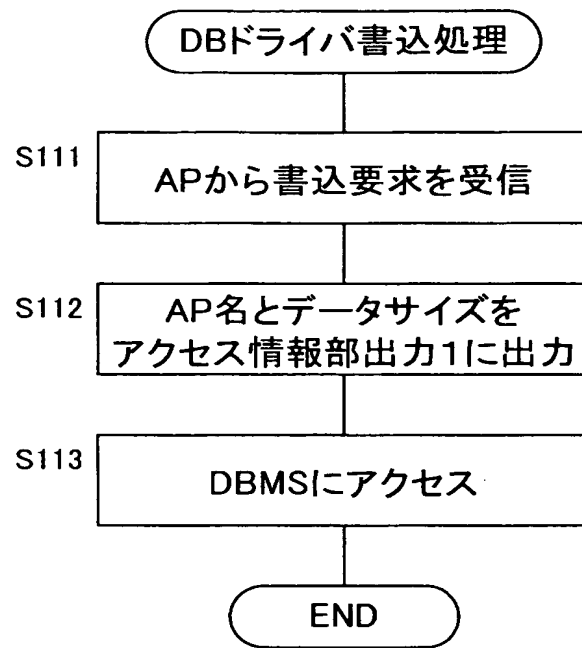 DBドライバ書込処理
S111
APから書込要求を受信
S112
AP名とデータサイズを
アクセス情報部出力1に出力
S113
DBMSにアクセス
END